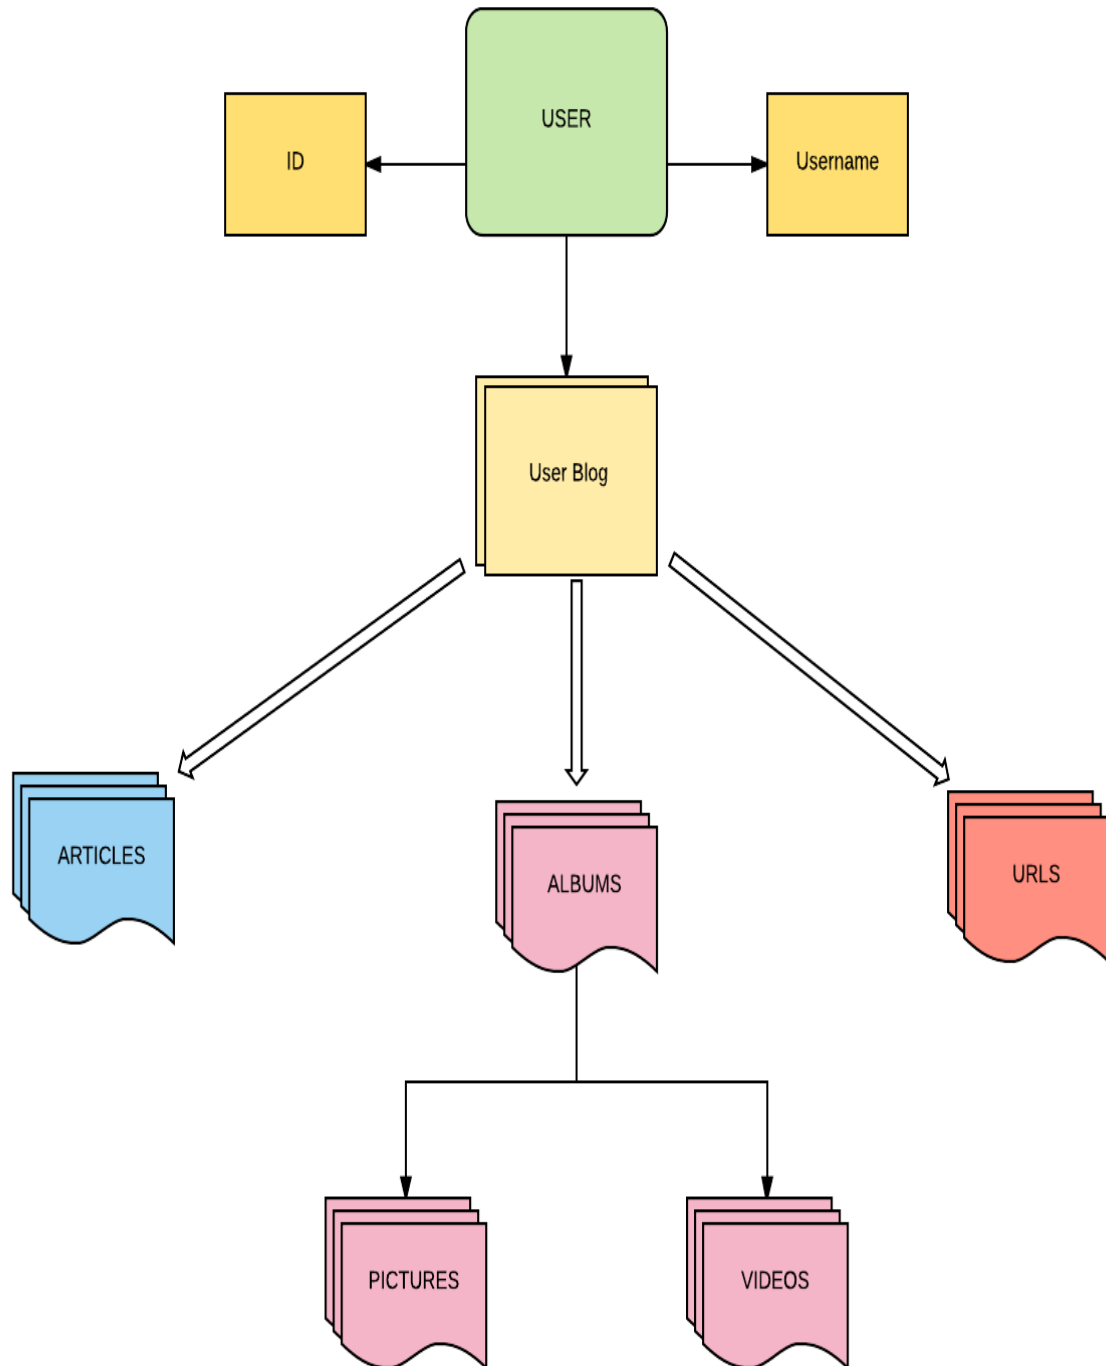 USER
ID
Username
User Blog
ARTICLES
ALBUMS
URLS
PICTURES
VIDEOS